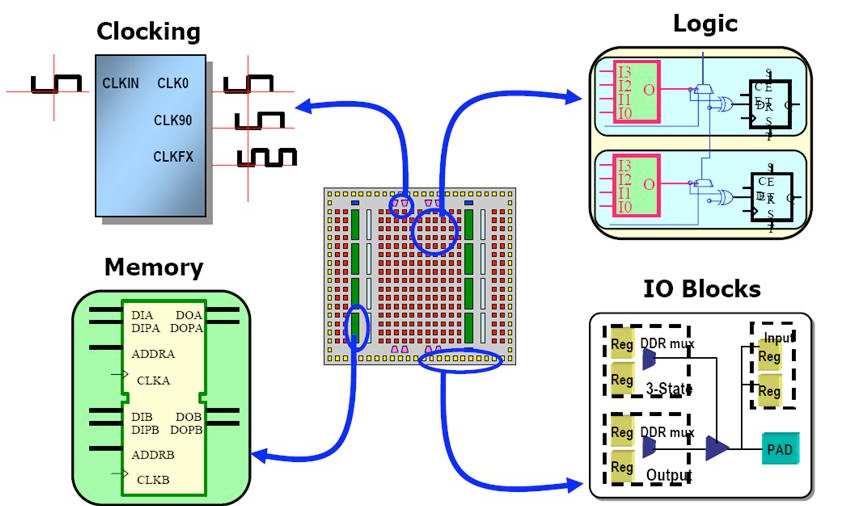 Clocking
CLKIN CLK0
CLK90
CLKFX
Logic
I3
I2
I1
I0
O
I3
I2
I1
I0
O
Memory
DIA DOA
DIPA DOPA
ADDRA
CLKA
DIB DOB
DIPB DOPB
ADDRB
CLKB
IO Blocks
Reg DDR mux
Reg 3-State
Reg DDR mux
Reg Output
Input
Reg
Reg
PAD